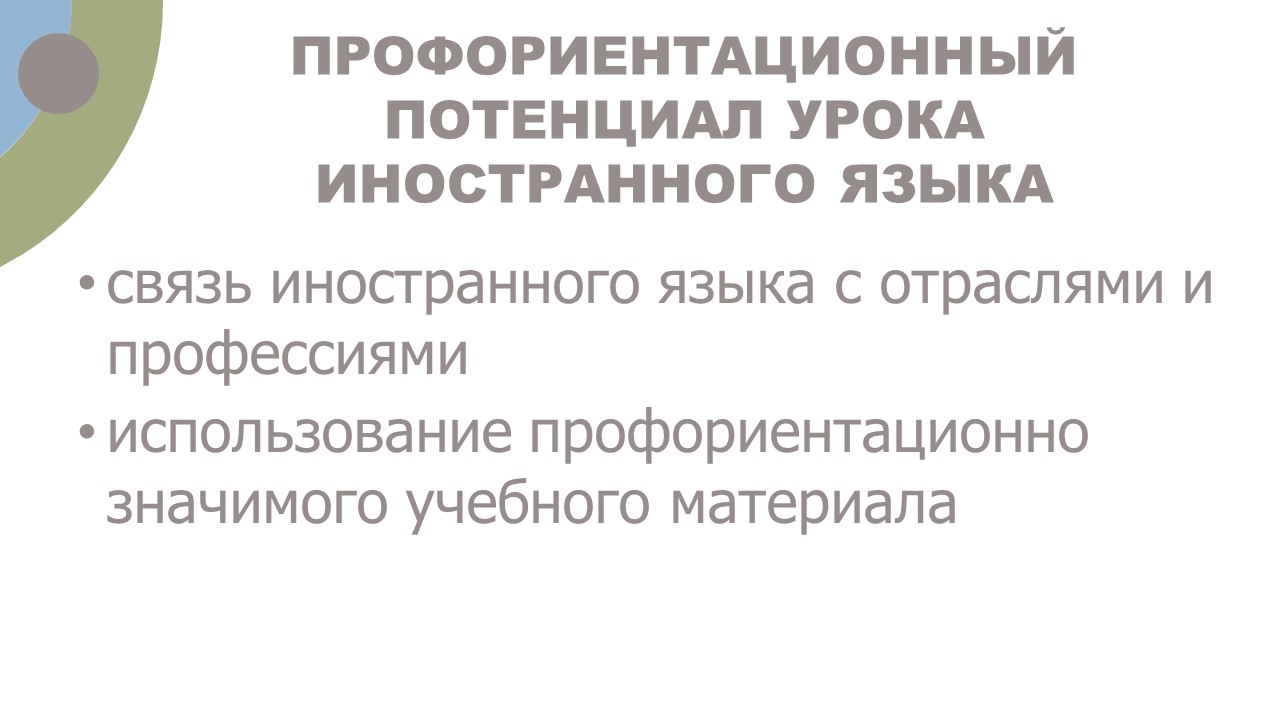 ПРОФОРИЕНТАЦИОННЫЙ
ПОТЕНЦИАЛ УРОКА
ИНОСТРАННОГО ЯЗЫКА
• связь иностранного языка с отраслями и
профессиями
• использование профориентационно
значимого учебного материала